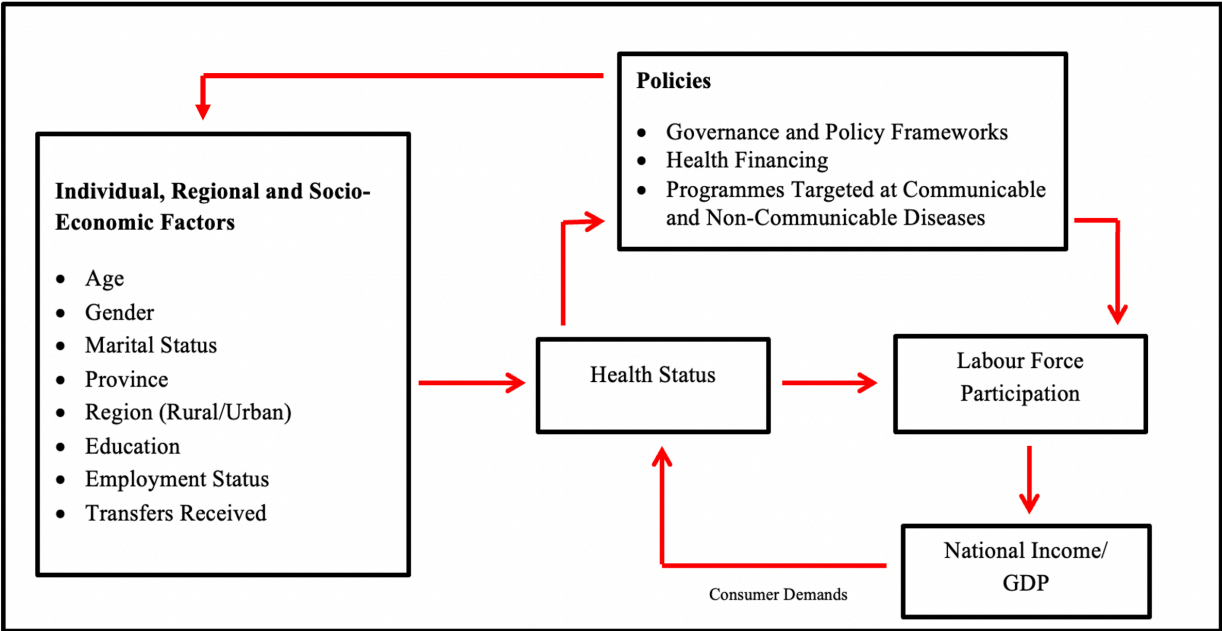 Policies
• Governance and Policy Frameworks
• Health Financing
• Programmes Targeted at Communicable
and Non-Communicable Diseases
Individual, Regional and Socio-
Economic Factors
• Age
• Gender
• Marital Status
• Province
• Region (Rural/Urban)
• Education
• Employment Status
• Transfers Received
Health Status
Labour Force
Participation
National Income/
GDP
Consumer Demands